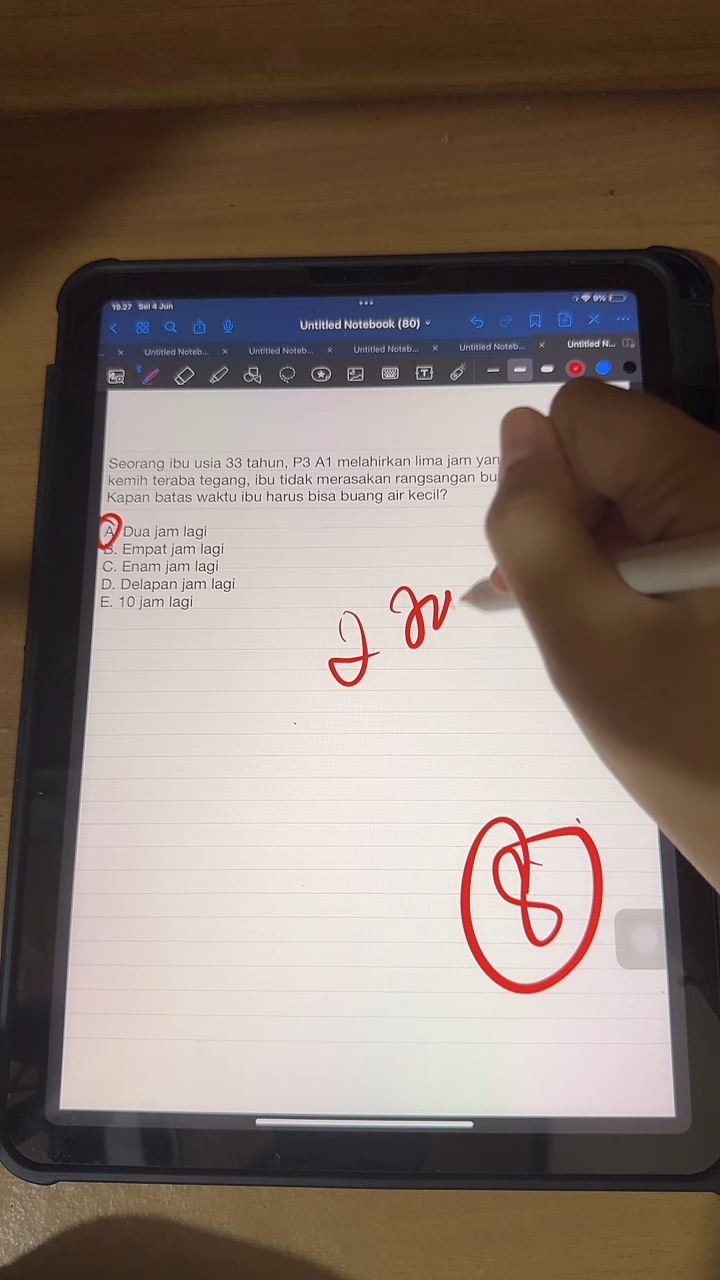 19.27 Sel 4 Jun
9%
Untitled Notebook (80)
Untitled Noteb...
Untitled Noteb...
Untitled Noteb...
Untitled Noteb...
Untitled N...
Seorang ibu usia 33 tahun, P3 A1 melahirkan lima jam
kemih teraba tegang, ibu tidak merasakan rangsangan
Kapan batas waktu ibu harus bisa buang air kecil?
A. Dua jam lagi
B. Empat jam lagi
C. Enam jam lagi
D. Delapan jam lagi
E. 10 jam lagi
2
8